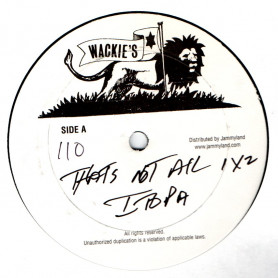 WACKIE'S
SIDE A
Distributed by Jammyland
www.jammyland.com
110
THATS NOT ALL 1X2
ITOPA
All rights reserved.
Unauthorized duplication is a violation of applicable laws.